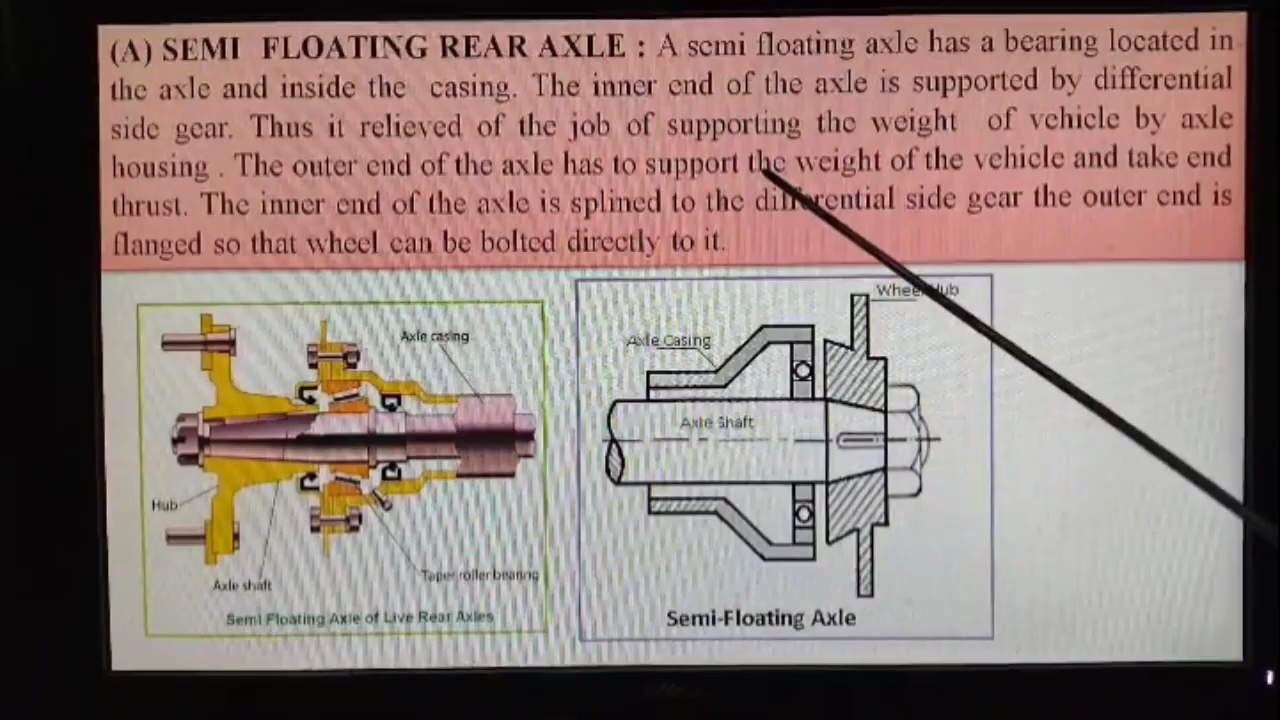 (A) SEMI FLOATING REAR AXLE : A semi floating axle has a bearing located in
the axle and inside the casing. The inner end of the axle is supported by differential
side gear. Thus it relieved of the job of supporting the weight of vehicle by axle
housing . The outer end of the axle has to support the weight of the vehicle and take end
thrust. The inner end of the axle is splined to the differential side gear the outer end is
flanged so that wheel can be bolted directly to it.
Axle casing
Hub
Axle shaft
Taper roller bearing
Semi Floating Axle of Live Rear Axles
Wheel Hub
Axle Casing
Axle Shaft
Semi-Floating Axle